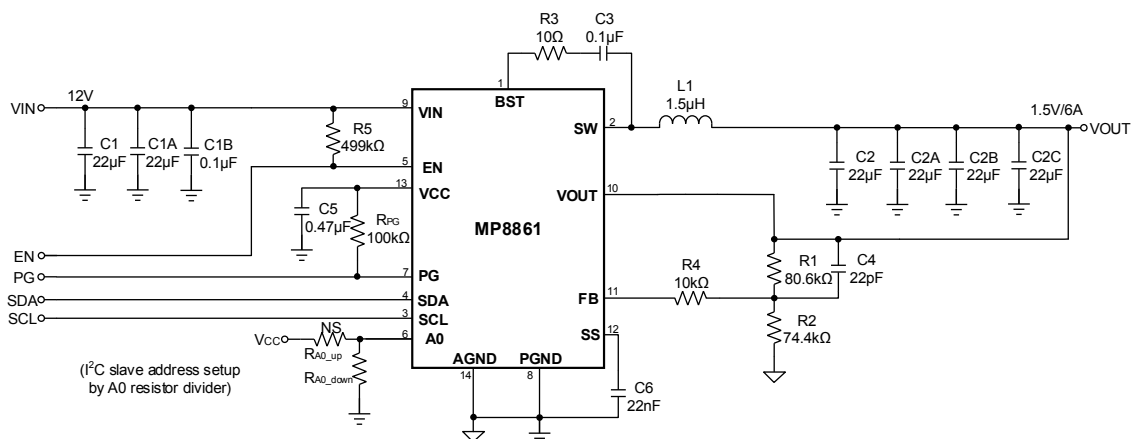 R3
10Ω
C3
0.1µF
1
BST
VIN
12V
9
VIN
C1
22µF
C1A
22µF
C1B
0.1µF
R5
499kΩ
5
EN
13
VCC
C5
0.47µF
RPG
100kΩ
EN
PG
7
PG
SDA
4
SDA
SCL
3
SCL
VCC
NS
6
A0
RA0_up
RA0_down
(I²C slave address setup
by A0 resistor divider)
MP8861
AGND
PGND
14
8
SW
2
L1
1.5µH
1.5V/6A
VOUT
C2
22µF
C2A
22µF
C2B
22µF
C2C
22µF
VOUT
10
R1
80.6kΩ
C4
22pF
R4
10kΩ
FB
11
R2
74.4kΩ
SS
12
C6
22nF